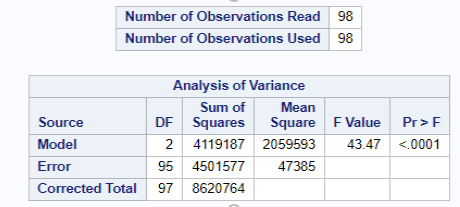 Number of Observations Read 98
Number of Observations Used 98
Analysis of Variance
Source DF Sum of Squares Mean Square F Value Pr > F
Model 2 4119187 2059593 43.47 <.0001
Error 95 4501577 47385
Corrected Total 97 8620764